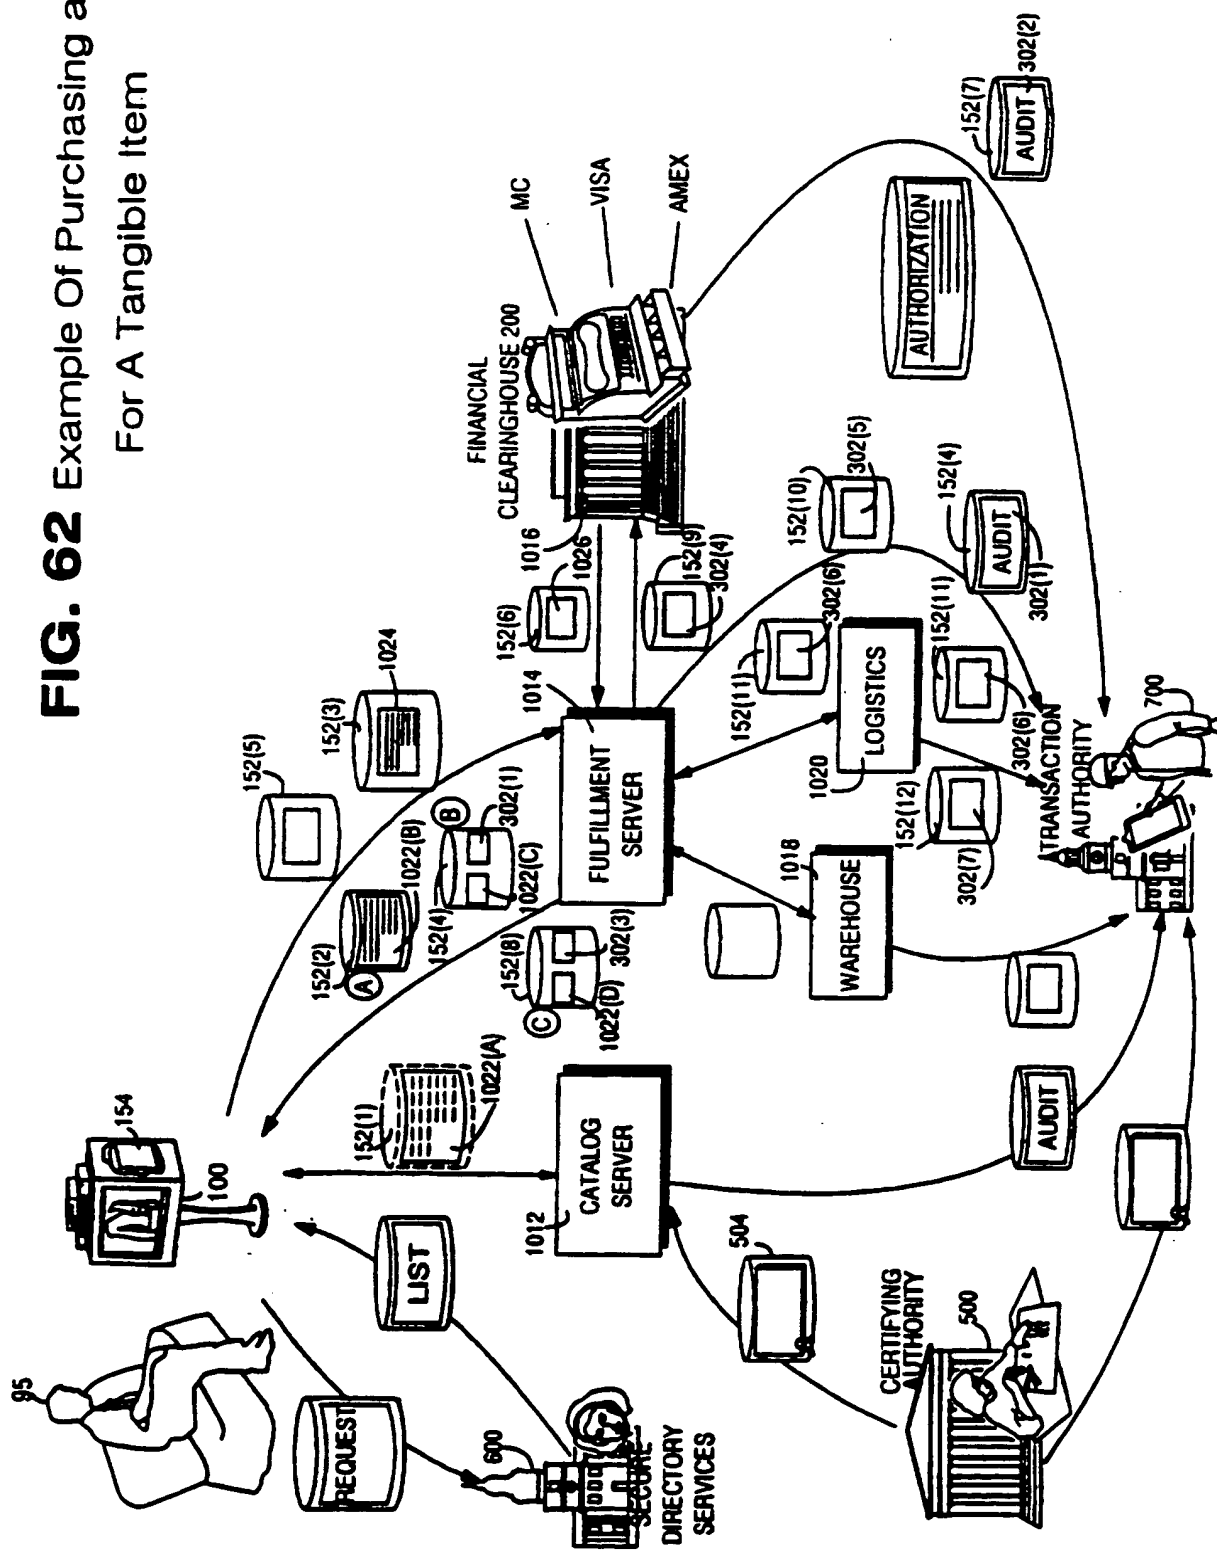 FIG. 62 Example Of Purchasing a
For A Tangible Item
95
154
100
REQUEST
LIST
600
SECURE
DIRECTORY
SERVICES
152(5)
152(3)
1024
152(2)
A
1022(B)
152(4)
B
302(1)
1022(C)
152(1)
1022(A)
152(8)
C
302(3)
1022(D)
1012
CATALOG
SERVER
1014
FULFILLMENT
SERVER
FINANCIAL
CLEARINGHOUSE 200
1016
MC
VISA
AMEX
152(6)
1026
152(9)
302(4)
504
CERTIFYING
AUTHORITY
500
1018
WAREHOUSE
1020
LOGISTICS
152(11)
302(6)
152(10)
302(5)
152(4)
AUDIT
302(1)
152(11)
302(6)
152(12)
302(7)
AUTHORIZATION
152(7)
AUDIT
302(2)
TRANSACTION
AUTHORITY
700
AUDIT